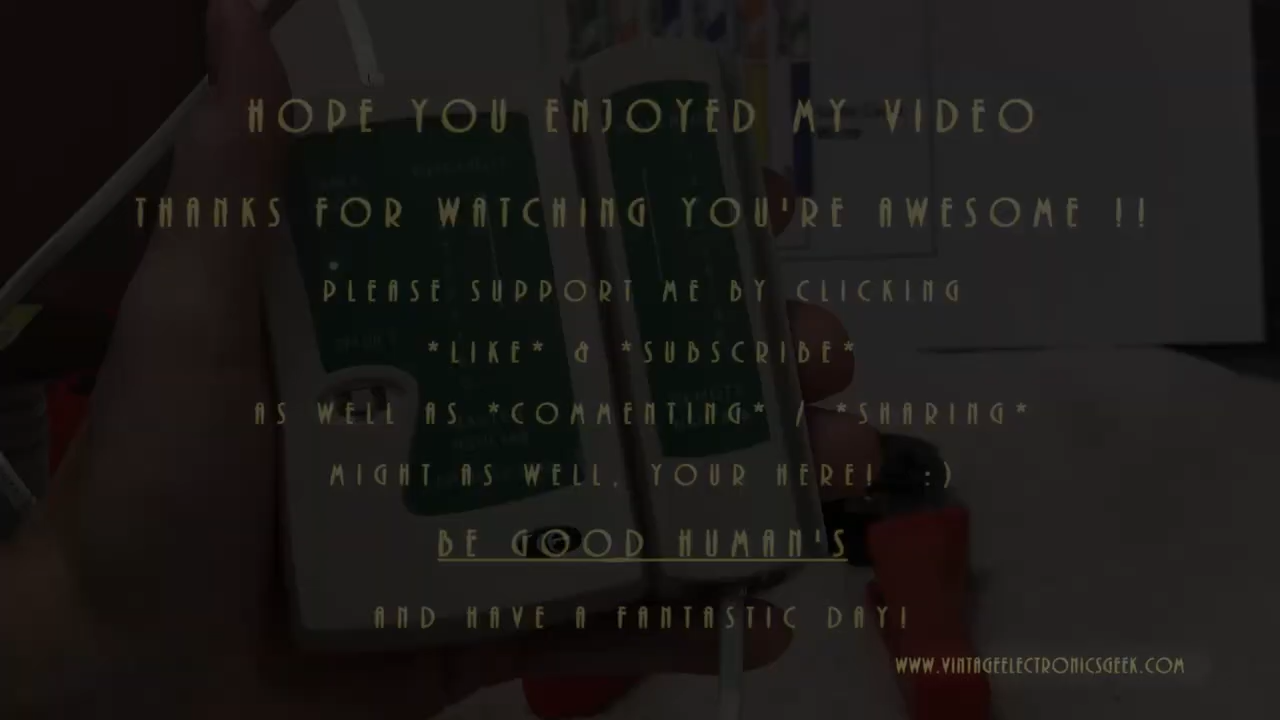 HOPE YOU ENJOYED MY VIDEO
THANKS FOR WATCHING YOU'RE AWESOME !!
PLEASE SUPPORT ME BY CLICKING
*LIKE* & *SUBSCRIBE*
AS WELL AS *COMMENTING* / *SHARING*
MIGHT AS WELL, YOUR HERE! :)
BE GOOD HUMAN'S
AND HAVE A FANTASTIC DAY!
WWW.VINTAGEELECTRONICSGEEK.COM